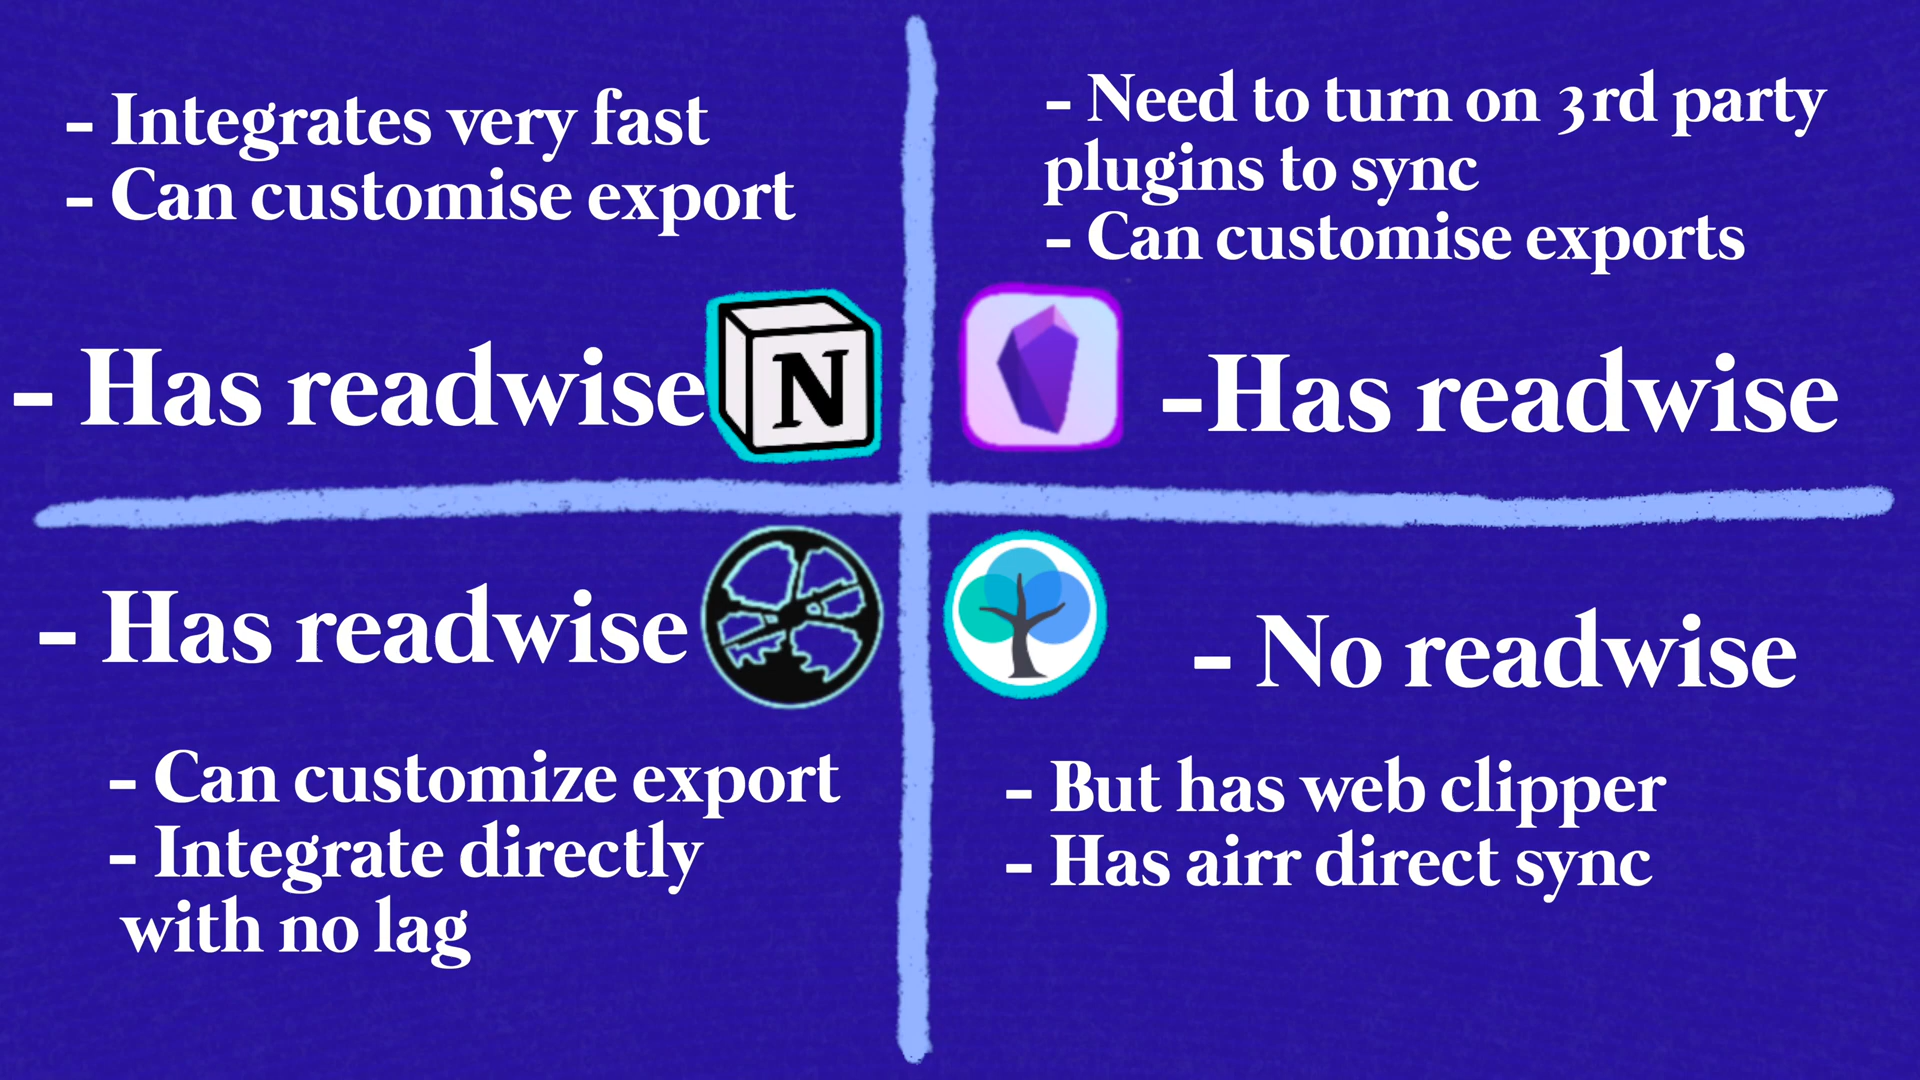 - Integrates very fast
- Can customise export
- Has readwise
N
- Need to turn on 3rd party
plugins to sync
- Can customise exports
-Has readwise
- Has readwise
- Can customize export
- Integrate directly
with no lag
- No readwise
- But has web clipper
- Has airr direct sync